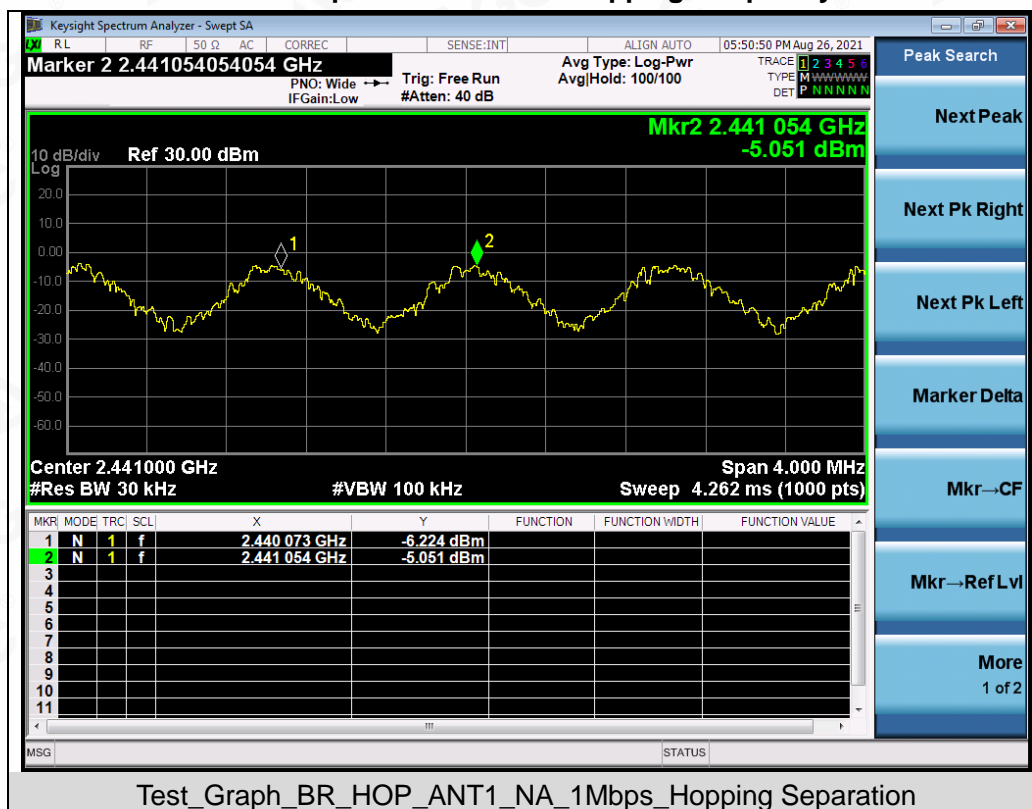 Keysight Spectrum Analyzer - Swept SA
LXI RL RF 50 Ω AC CORREC SENSE:INT ALIGN AUTO 05:50:50 PM Aug 26, 2021
Marker 2 2.441054054054 GHz
PNO: Wide
IFGain:Low
Trig: Free Run
#Atten: 40 dB
Avg Type: Log-Pwr
Avg|Hold: 100/100
TRACE 1 2 3 4 5 6
TYPE M WWWWW
DET P N N N N N
Mkr2 2.441 054 GHz
-5.051 dBm
10 dB/div Ref 30.00 dBm
Log
20.0
10.0
0.00
-10.0
-20.0
-30.0
-40.0
-50.0
-60.0
1
2
Center 2.441000 GHz Span 4.000 MHz
#Res BW 30 kHz #VBW 100 kHz Sweep 4.262 ms (1000 pts)
MKR MODE TRC SCL X Y FUNCTION FUNCTION WIDTH FUNCTION VALUE
1 N 1 f 2.440 073 GHz -6.224 dBm
2 N 1 f 2.441 054 GHz -5.051 dBm
3
4
5
6
7
8
9
10
11
MSG STATUS
Peak Search
Next Peak
Next Pk Right
Next Pk Left
Marker Delta
Mkr→CF
Mkr→Ref Lvl
More
1 of 2
Test_Graph_BR_HOP_ANT1_NA_1Mbps_Hopping Separation